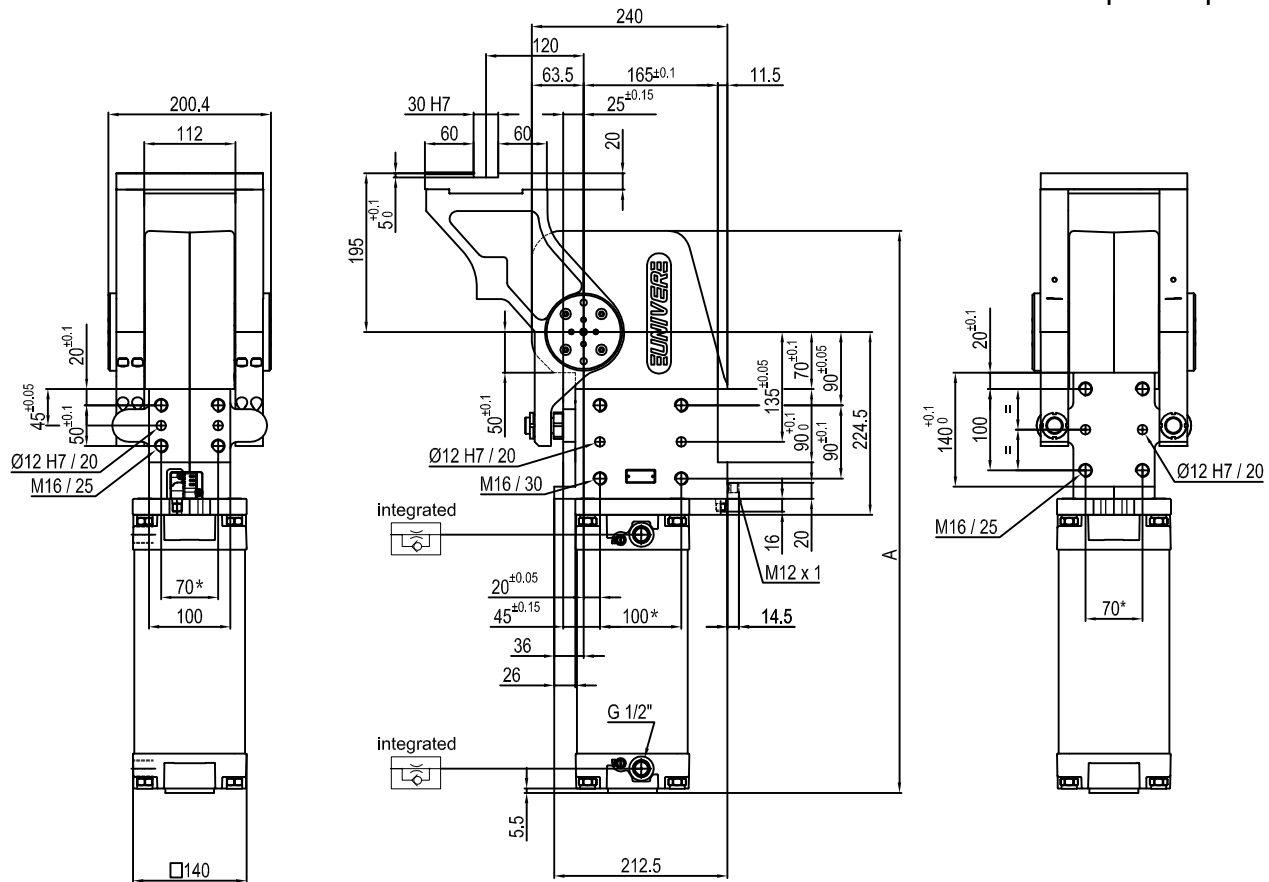 240
120
63.5
165±0.1
11.5
200.4
30 H7
25±0.15
112
60
60
20
5 +0.1 0
195
20±0.1
UNIVER
70±0.1
90±0.05
20±0.1
45±0.05
50±0.1
50±0.1
135±0.05
90 +0.1 0
90±0.1
224.5
140 +0.1 0
100
=
=
Ø12 H7 / 20
M16 / 25
Ø12 H7 / 20
M16 / 30
Ø12 H7 / 20
M16 / 25
integrated
16
20
A
M12 x 1
70*
100
20±0.05
45±0.15
100*
14.5
70*
36
26
G 1/2"
integrated
5.5
□140
212.5